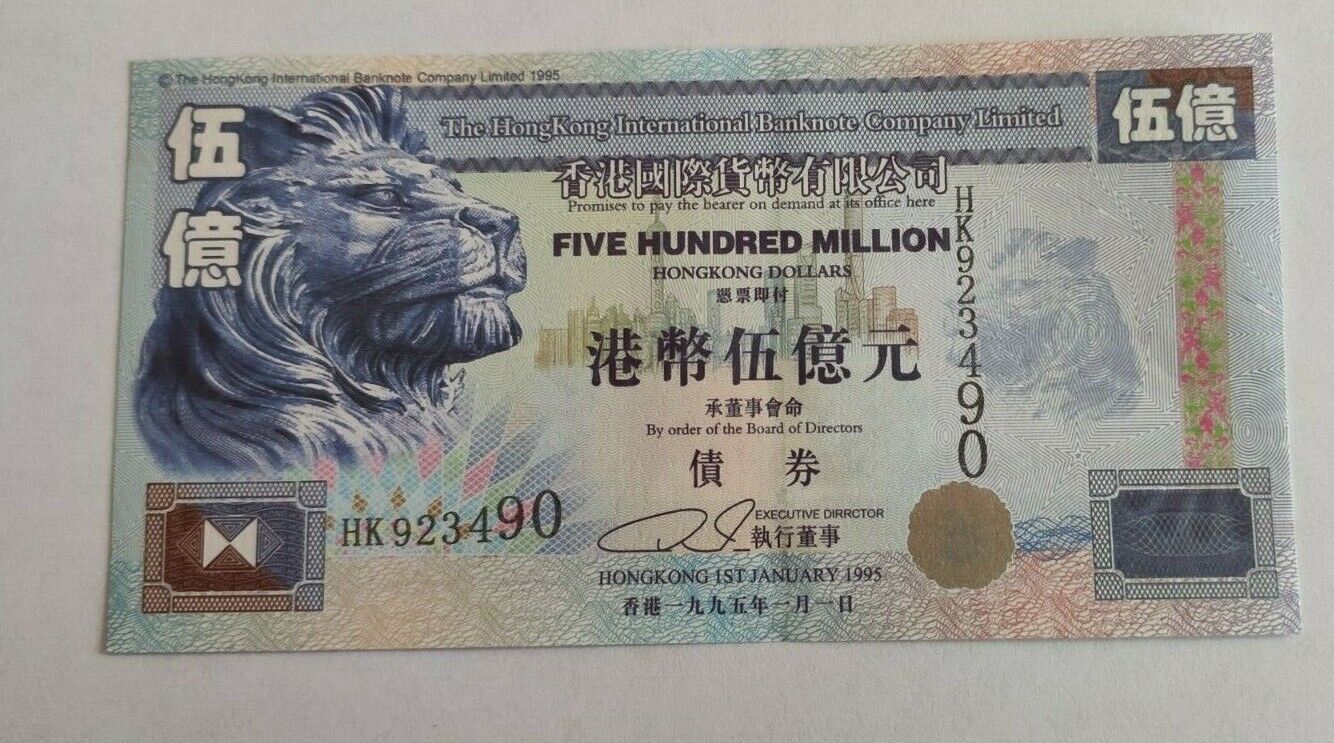 © The HongKong International Banknote Company Limited 1995
伍億
The HongKong International Banknote Company Limited
伍億
香港國際貨幣有限公司
Promises to pay the bearer on demand at its office here
FIVE HUNDRED MILLION
HONGKONG DOLLARS
憑票即付
港幣伍億元
承董事會命
By order of the Board of Directors
債券
HK923490
HK923490
EXECUTIVE DIRRCTOR
執行董事
HONGKONG 1ST JANUARY 1995
香港一九九五年一月一日